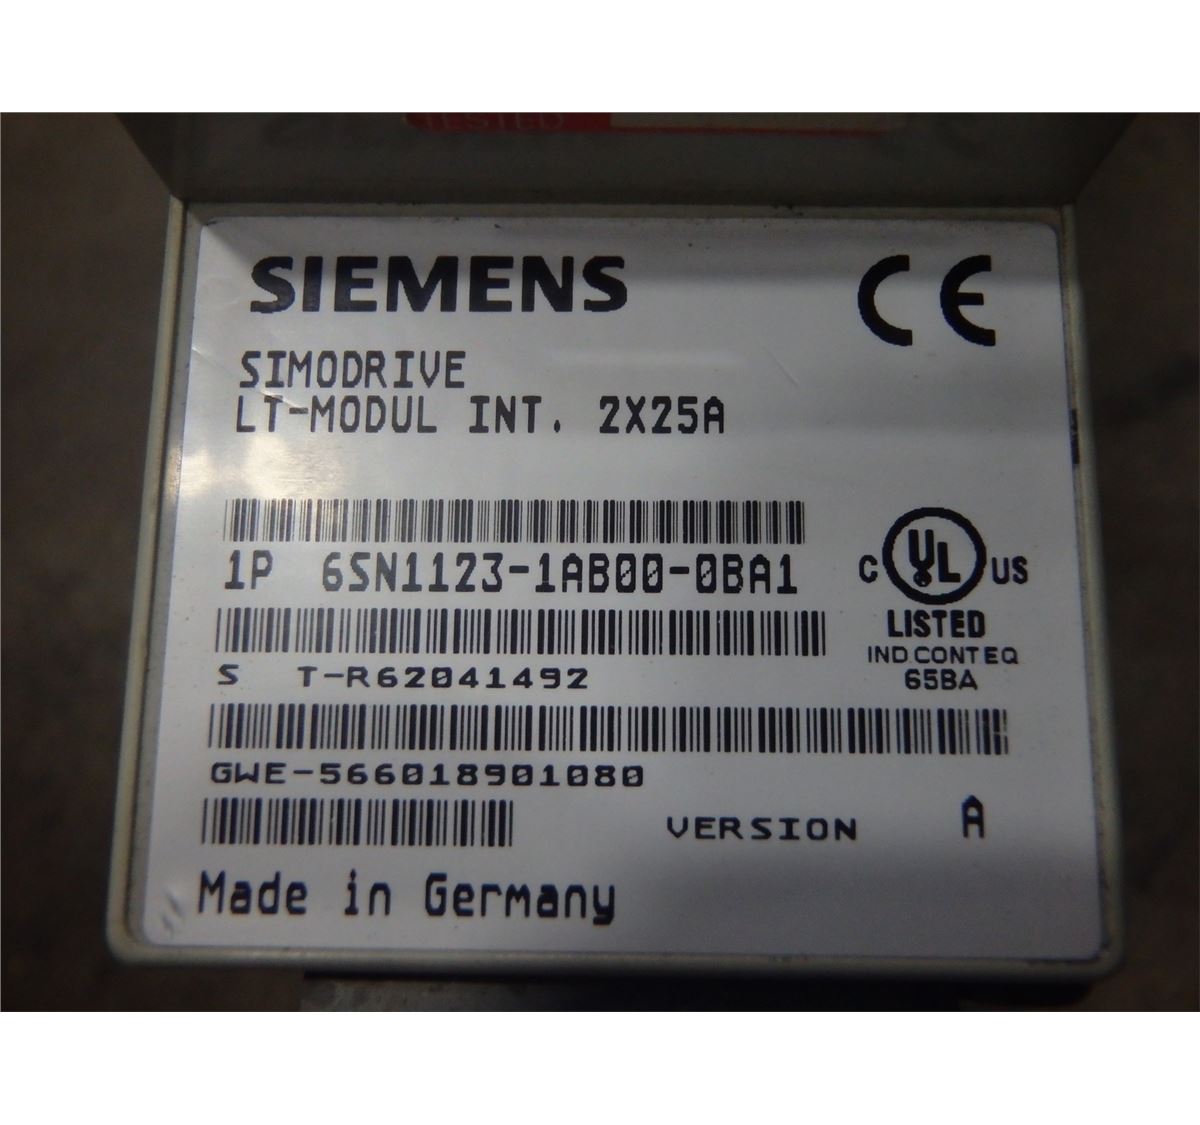 TESTED
SIEMENS
CE
SIMODRIVE
LT-MODUL INT. 2X25A
1P 6SN1123-1AB00-0BA1
C UL US
LISTED
IND.CONT.EQ
65BA
S T-R62041492
GWE-566018901080
VERSION A
Made in Germany